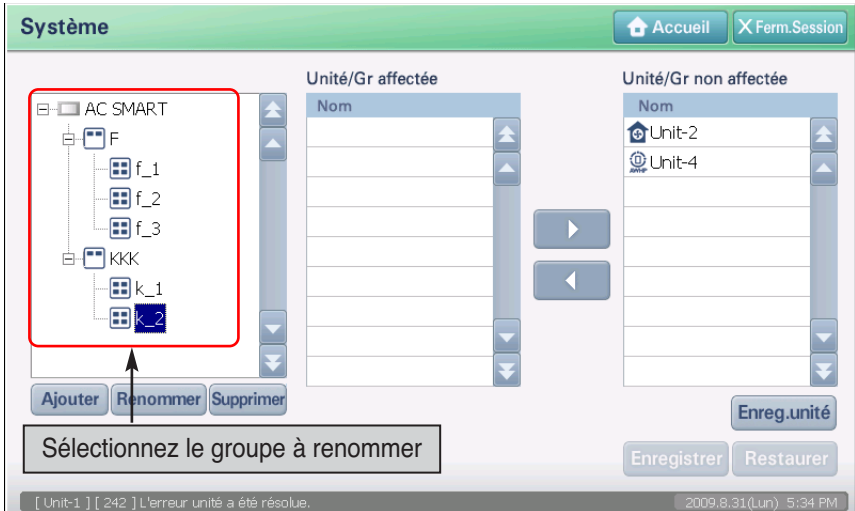 Système
Accueil
X Ferm.Session
Unité/Gr affectée
Unité/Gr non affectée
AC SMART
F
f_1
f_2
f_3
KKK
k_1
k_2
Nom
Nom
Unit-2
Unit-4
Ajouter
Renommer
Supprimer
Enreg.unité
Sélectionnez le groupe à renommer
Enregistrer
Restaurer
[ Unit-1 ] [ 242 ] L'erreur unité a été résolue.
2009.8.31(Lun) 5:34 PM